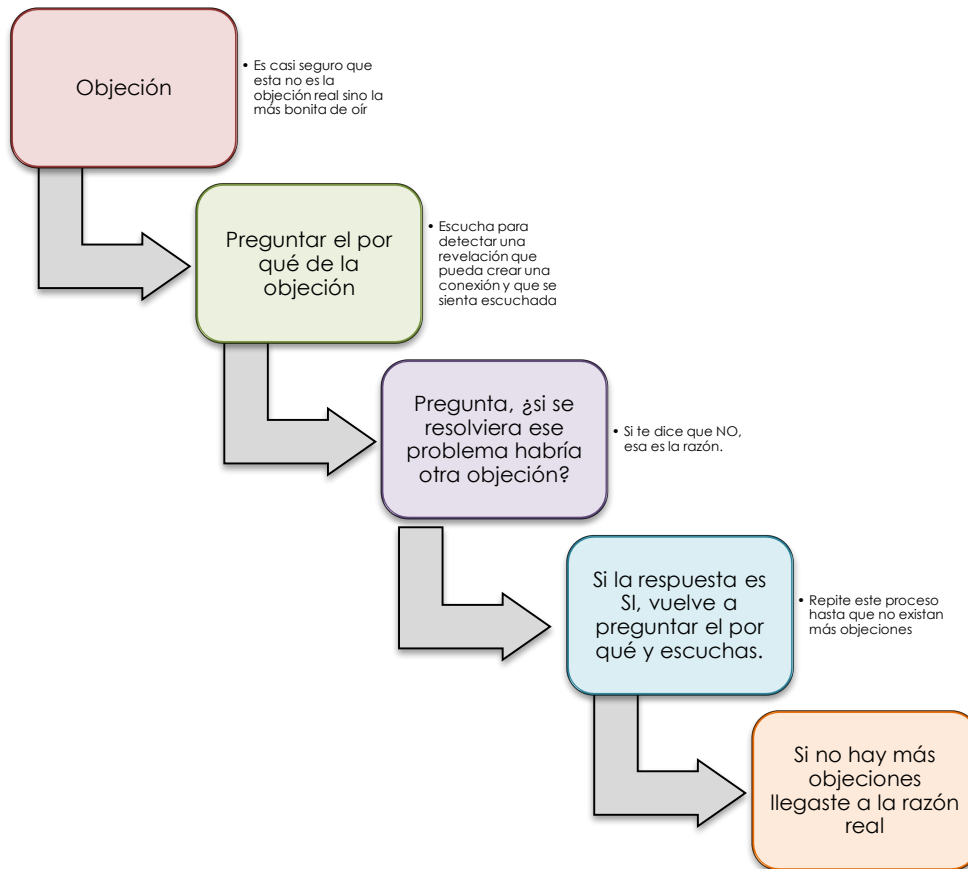 Objeción
• Es casi seguro que
esta no es la
objeción real sino la
más bonita de oír
Preguntar el por
qué de la
objeción
• Escucha para
detectar una
revelación que
pueda crear una
conexión y que se
sienta escuchada
Pregunta, ¿si se
resolviera ese
problema habría
otra objeción?
• Si te dice que NO,
esa es la razón.
Si la respuesta es
SI, vuelve a
preguntar el por
qué y escuchas.
• Repite este proceso
hasta que no existan
más objeciones
Si no hay más
objeciones
llegaste a la razón
real